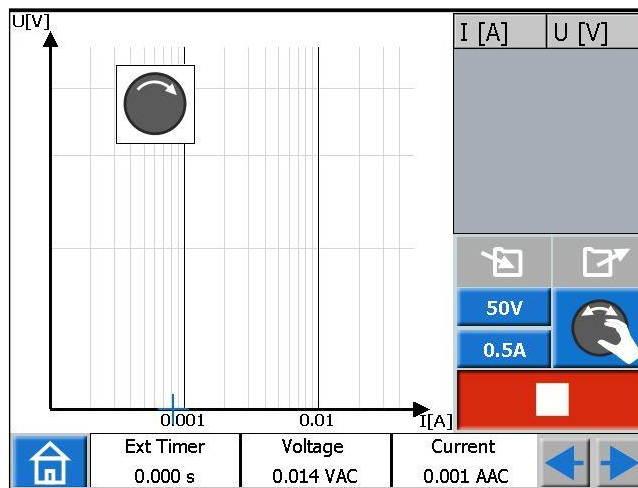 U[V]
I [A] U [V]
50V
0.5A
0.001 0.01 I[A]
Ext Timer Voltage Current
0.000 s 0.014 VAC 0.001 AAC